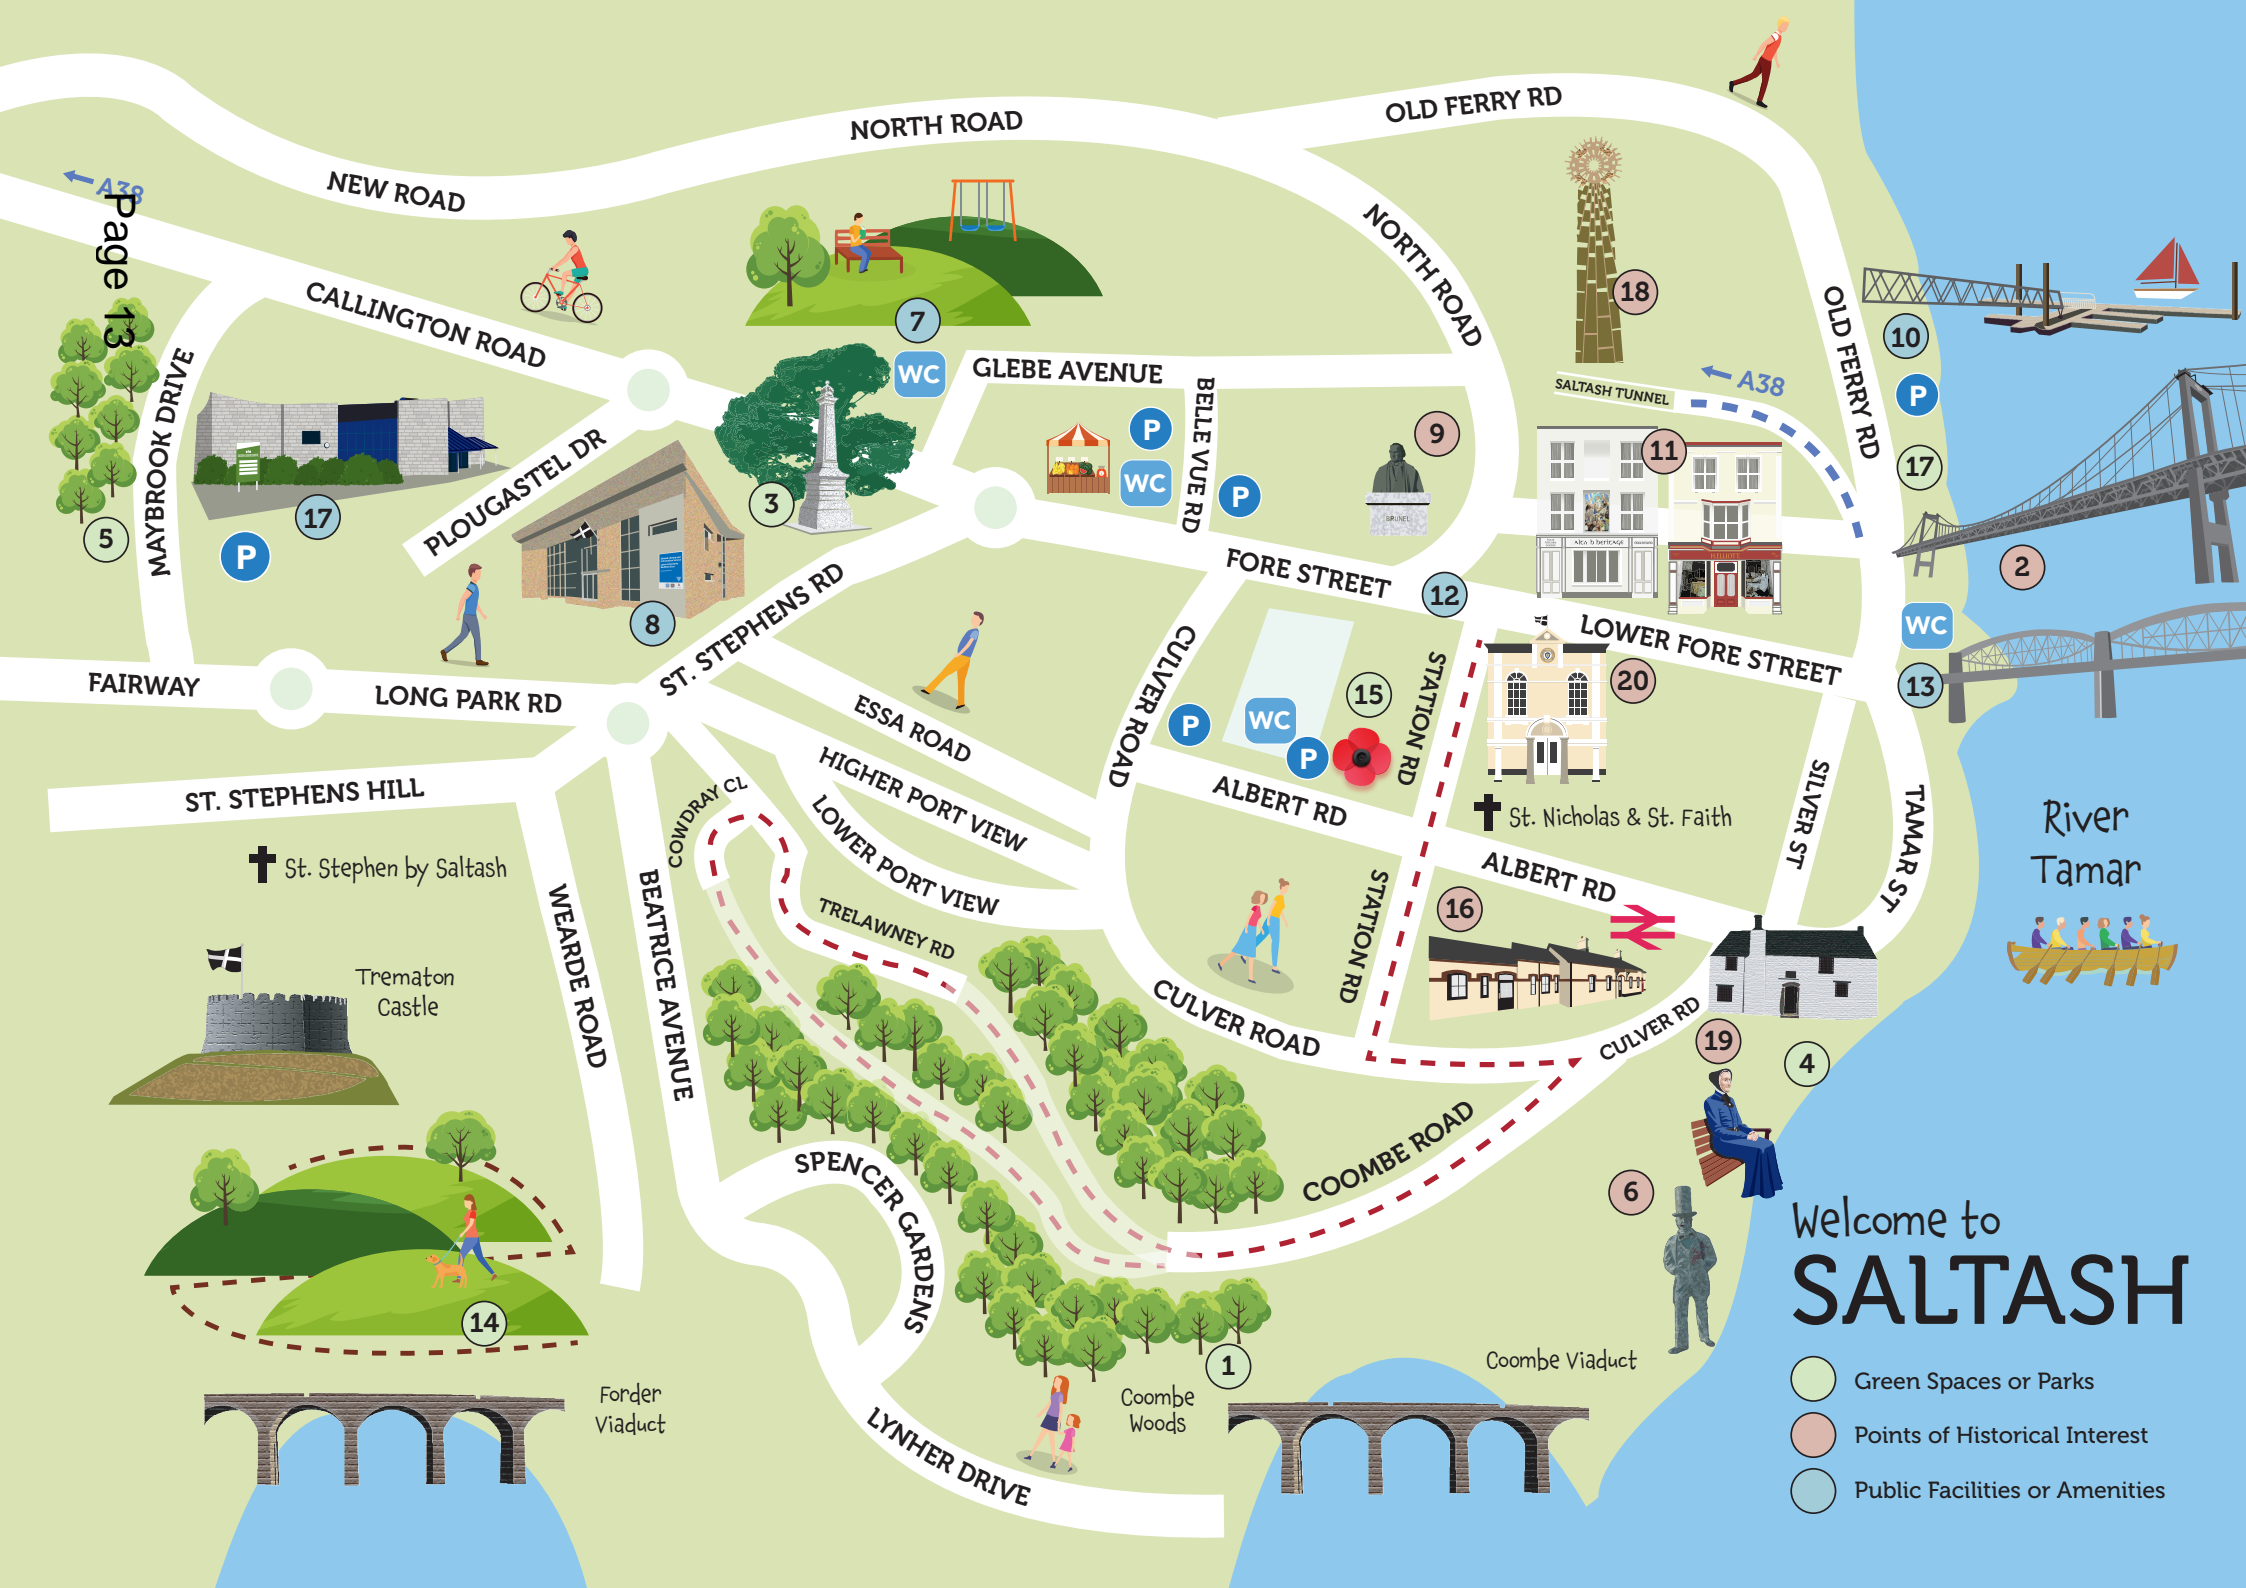 OLD FERRY RD
NORTH ROAD
A38
NEW ROAD
Page 13
NORTH ROAD
18
OLD FERRY RD
10
CALLINGTON ROAD
7
WC
GLEBE AVENUE
BELLE VUE RD
SALTASH TUNNEL
A38
P
MAYBROOK DRIVE
PLOUGASTEL DR
P
9
11
17
WC
P
3
BRUNEL
17
5
P
FORE STREET
12
2
8
ST. STEPHENS RD
LOWER FORE STREET
WC
FAIRWAY
LONG PARK RD
CULVER ROAD
STATION RD
20
13
15
ESSA ROAD
P
WC
P
HIGHER PORT VIEW
ST. STEPHENS HILL
COWDRAY CL
ALBERT RD
SILVER ST
TAMAR ST
St. Nicholas & St. Faith
River
Tamar
LOWER PORT VIEW
St. Stephen by Saltash
WEARDE ROAD
BEATRICE AVENUE
TRELAWNEY RD
STATION RD
ALBERT RD
16
Trematon
Castle
CULVER ROAD
CULVER RD
19
4
COOMBE ROAD
SPENCER GARDENS
6
Welcome to
SALTASH
14
1
Coombe Viaduct
Green Spaces or Parks
Forder
Viaduct
Coombe
Woods
Points of Historical Interest
LYNHER DRIVE
Public Facilities or Amenities